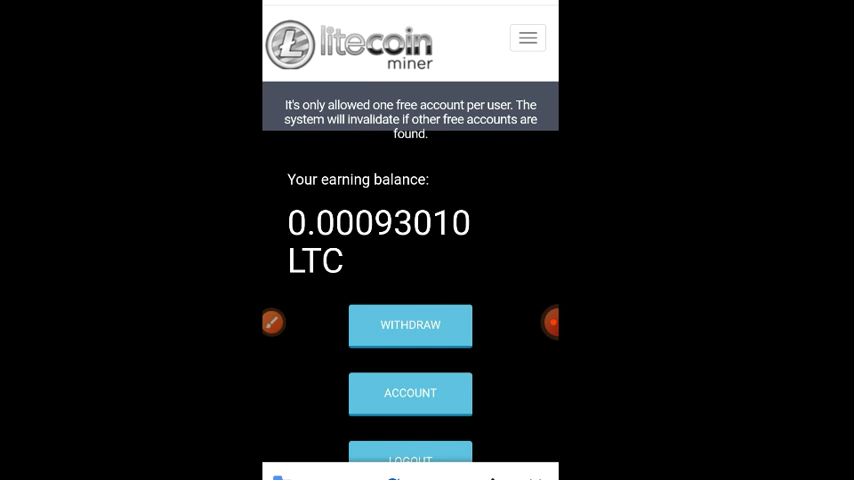 litecoin
miner
It's only allowed one free account per user. The
system will invalidate if other free accounts are
found.
Your earning balance:
0.00093010
LTC
WITHDRAW
ACCOUNT
LOGOUT